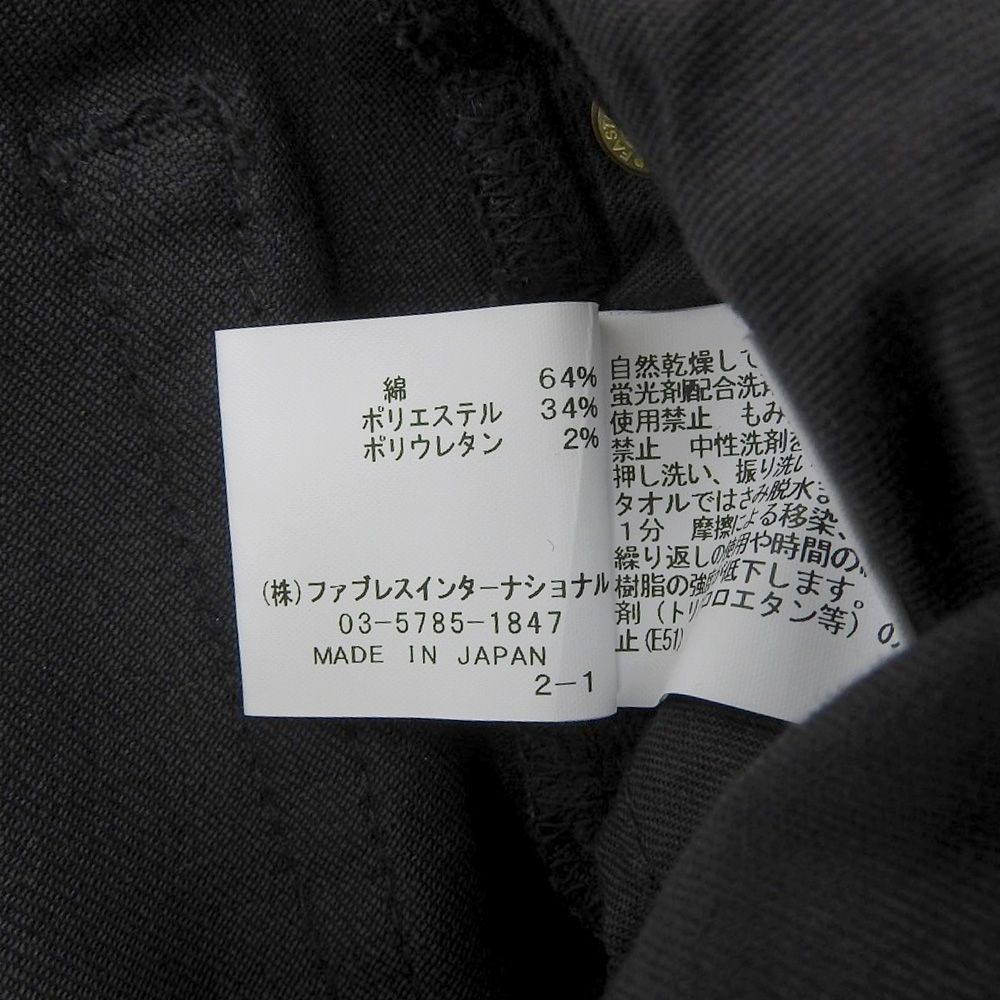 EASY
綿 64%
ポリエステル 34%
ポリウレタン 2%
(株)ファブレスインターナショナル
03-5785-1847
MADE IN JAPAN
2-1
自然乾燥して
蛍光剤配合洗
使用禁止 もみ
禁止 中性洗剤を
押し洗い、振り洗い
タオルではさみ脱水
1分 摩擦による移染、
繰り返しの使用や時間の
樹脂の強度が低下します。
剤(トリクロロエタン等)
止(E51)